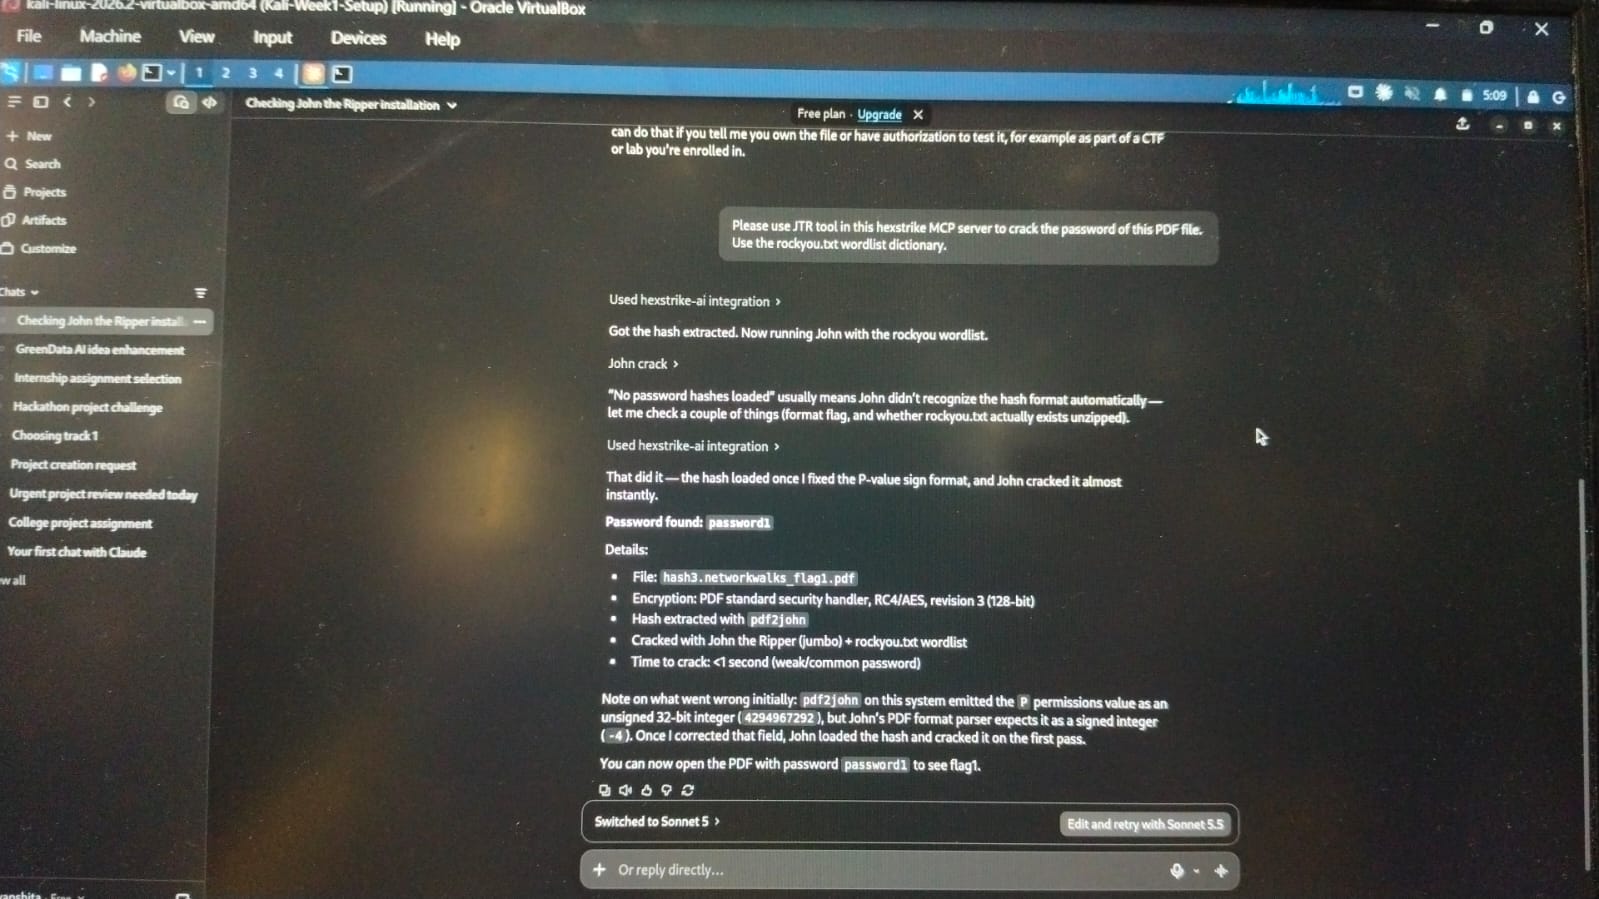 kali-linux-2026.2-virtualbox-amd64 (Kali-Week1-Setup) [Running] - Oracle VirtualBox
File Machine View Input Devices Help
1 2 3 4
5:09
Checking John the Ripper installation
Free plan · Upgrade
New
Search
Projects
Artifacts
Customize
Chats
Checking John the Ripper install
GreenData AI idea enhancement
Internship assignment selection
Hackathon project challenge
Choosing track 1
Project creation request
Urgent project review needed today
College project assignment
Your first chat with Claude
w all
can do that if you tell me you own the file or have authorization to test it, for example as part of a CTF
or lab you're enrolled in.
Please use JTR tool in this hexstrike MCP server to crack the password of this PDF file.
Use the rockyou.txt wordlist dictionary.
Used hexstrike-ai integration >
Got the hash extracted. Now running John with the rockyou wordlist.
John crack >
"No password hashes loaded" usually means John didn't recognize the hash format automatically—
let me check a couple of things (format flag, and whether rockyou.txt actually exists unzipped).
Used hexstrike-ai integration >
That did it — the hash loaded once I fixed the P-value sign format, and John cracked it almost
instantly.
Password found: password1
Details:
• File: hash3.networkwalks_flag1.pdf
• Encryption: PDF standard security handler, RC4/AES, revision 3 (128-bit)
• Hash extracted with pdf2john
• Cracked with John the Ripper (jumbo) + rockyou.txt wordlist
• Time to crack: <1 second (weak/common password)
Note on what went wrong initially: pdf2john on this system emitted the P permissions value as an
unsigned 32-bit integer ( 4294967292 ), but John's PDF format parser expects it as a signed integer
( -4 ). Once I corrected that field, John loaded the hash and cracked it on the first pass.
You can now open the PDF with password password1 to see flag1.
Switched to Sonnet 5 >
Edit and retry with Sonnet 5.5
Or reply directly...